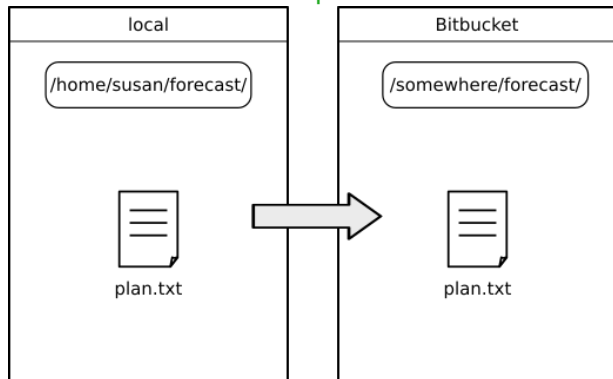 local
Bitbucket
/home/susan/forecast/
/somewhere/forecast/
plan.txt
plan.txt